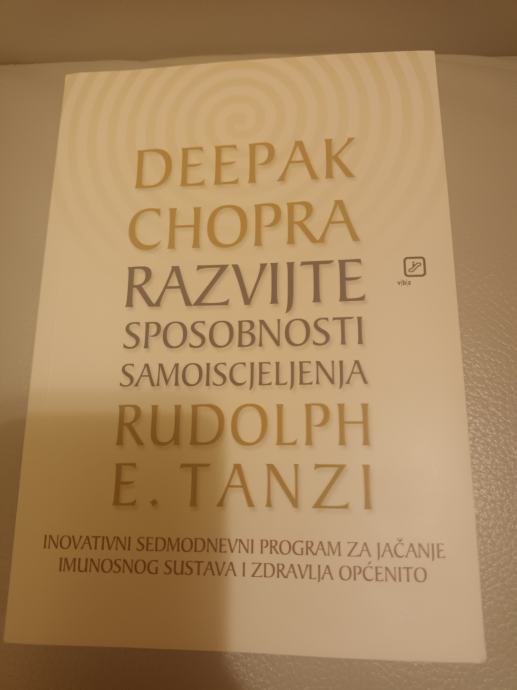 DEEPAK
CHOPRA
RAZVIJTE
v|b|z
SPOSOBNOSTI
SAMOISCJELJENJA
RUDOLPH
E. TANZI
INOVATIVNI SEDMODNEVNI PROGRAM ZA JAČANJE
IMUNOSNOG SUSTAVA I ZDRAVLJA OPĆENITO